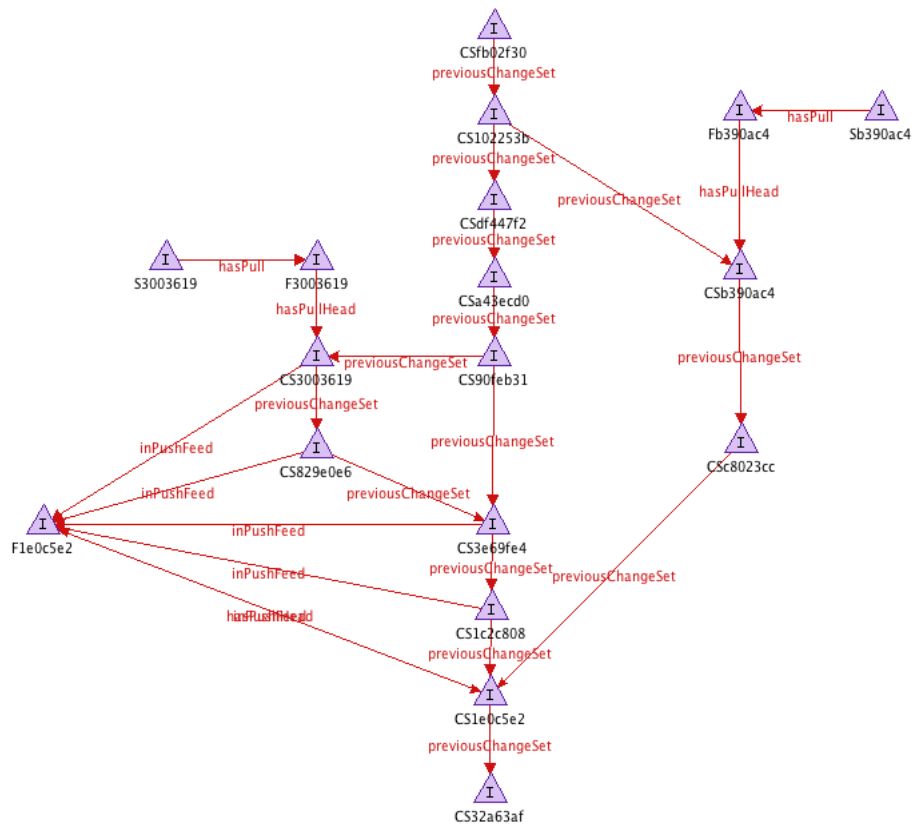 I
CSfb02f30
previousChangeSet
I
CS102253b
I
Fb390ac4
hasPull
I
Sb390ac4
previousChangeSet
I
CSdf447f2
previousChangeSet
hasPullHead
previousChangeSet
I
S3003619
hasPull
I
F3003619
I
CSa43ecd0
I
CSb390ac4
hasPullHead
previousChangeSet
I
CS3003619
previousChangeSet
I
CS90feb31
previousChangeSet
previousChangeSet
inPushFeed
I
CS829e0e6
previousChangeSet
I
CSc8023cc
inPushFeed
previousChangeSet
I
F1e0c5e2
inPushFeed
I
CS3e69fe4
inPushFeed
previousChangeSet
previousChangeSet
I
CS1c2c808
previousChangeSet
I
CS1e0c5e2
previousChangeSet
I
CS32a63af